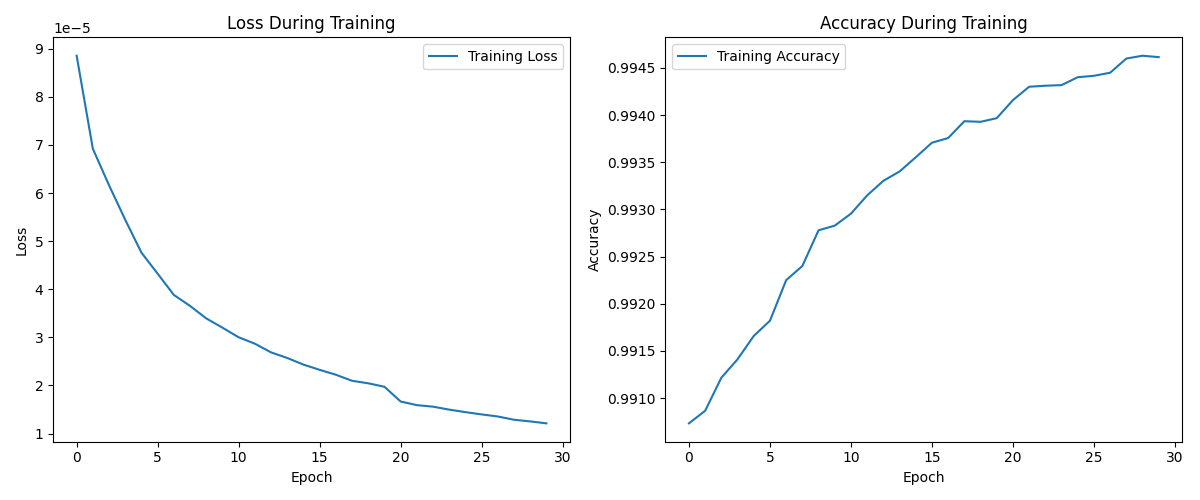 Loss During Training
1e−5
Training Loss
9
8
7
6
5
4
3
2
1
Loss
0 5 10 15 20 25 30
Epoch
Accuracy During Training
Training Accuracy
0.9945
0.9940
0.9935
0.9930
0.9925
0.9920
0.9915
0.9910
Accuracy
0 5 10 15 20 25 30
Epoch